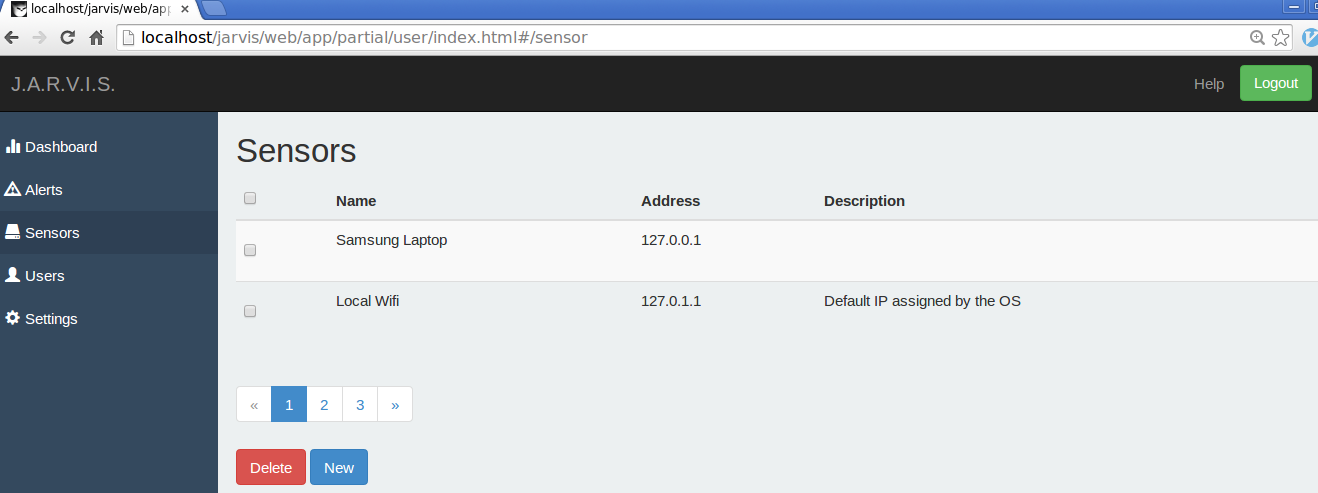 localhost/jarvis/web/app
localhost/jarvis/web/app/partial/user/index.html#/sensor
J.A.R.V.I.S.
Help
Logout
Dashboard
Alerts
Sensors
Users
Settings
Sensors
Name Address Description
Samsung Laptop 127.0.0.1
Local Wifi 127.0.1.1 Default IP assigned by the OS
« 1 2 3 »
Delete New